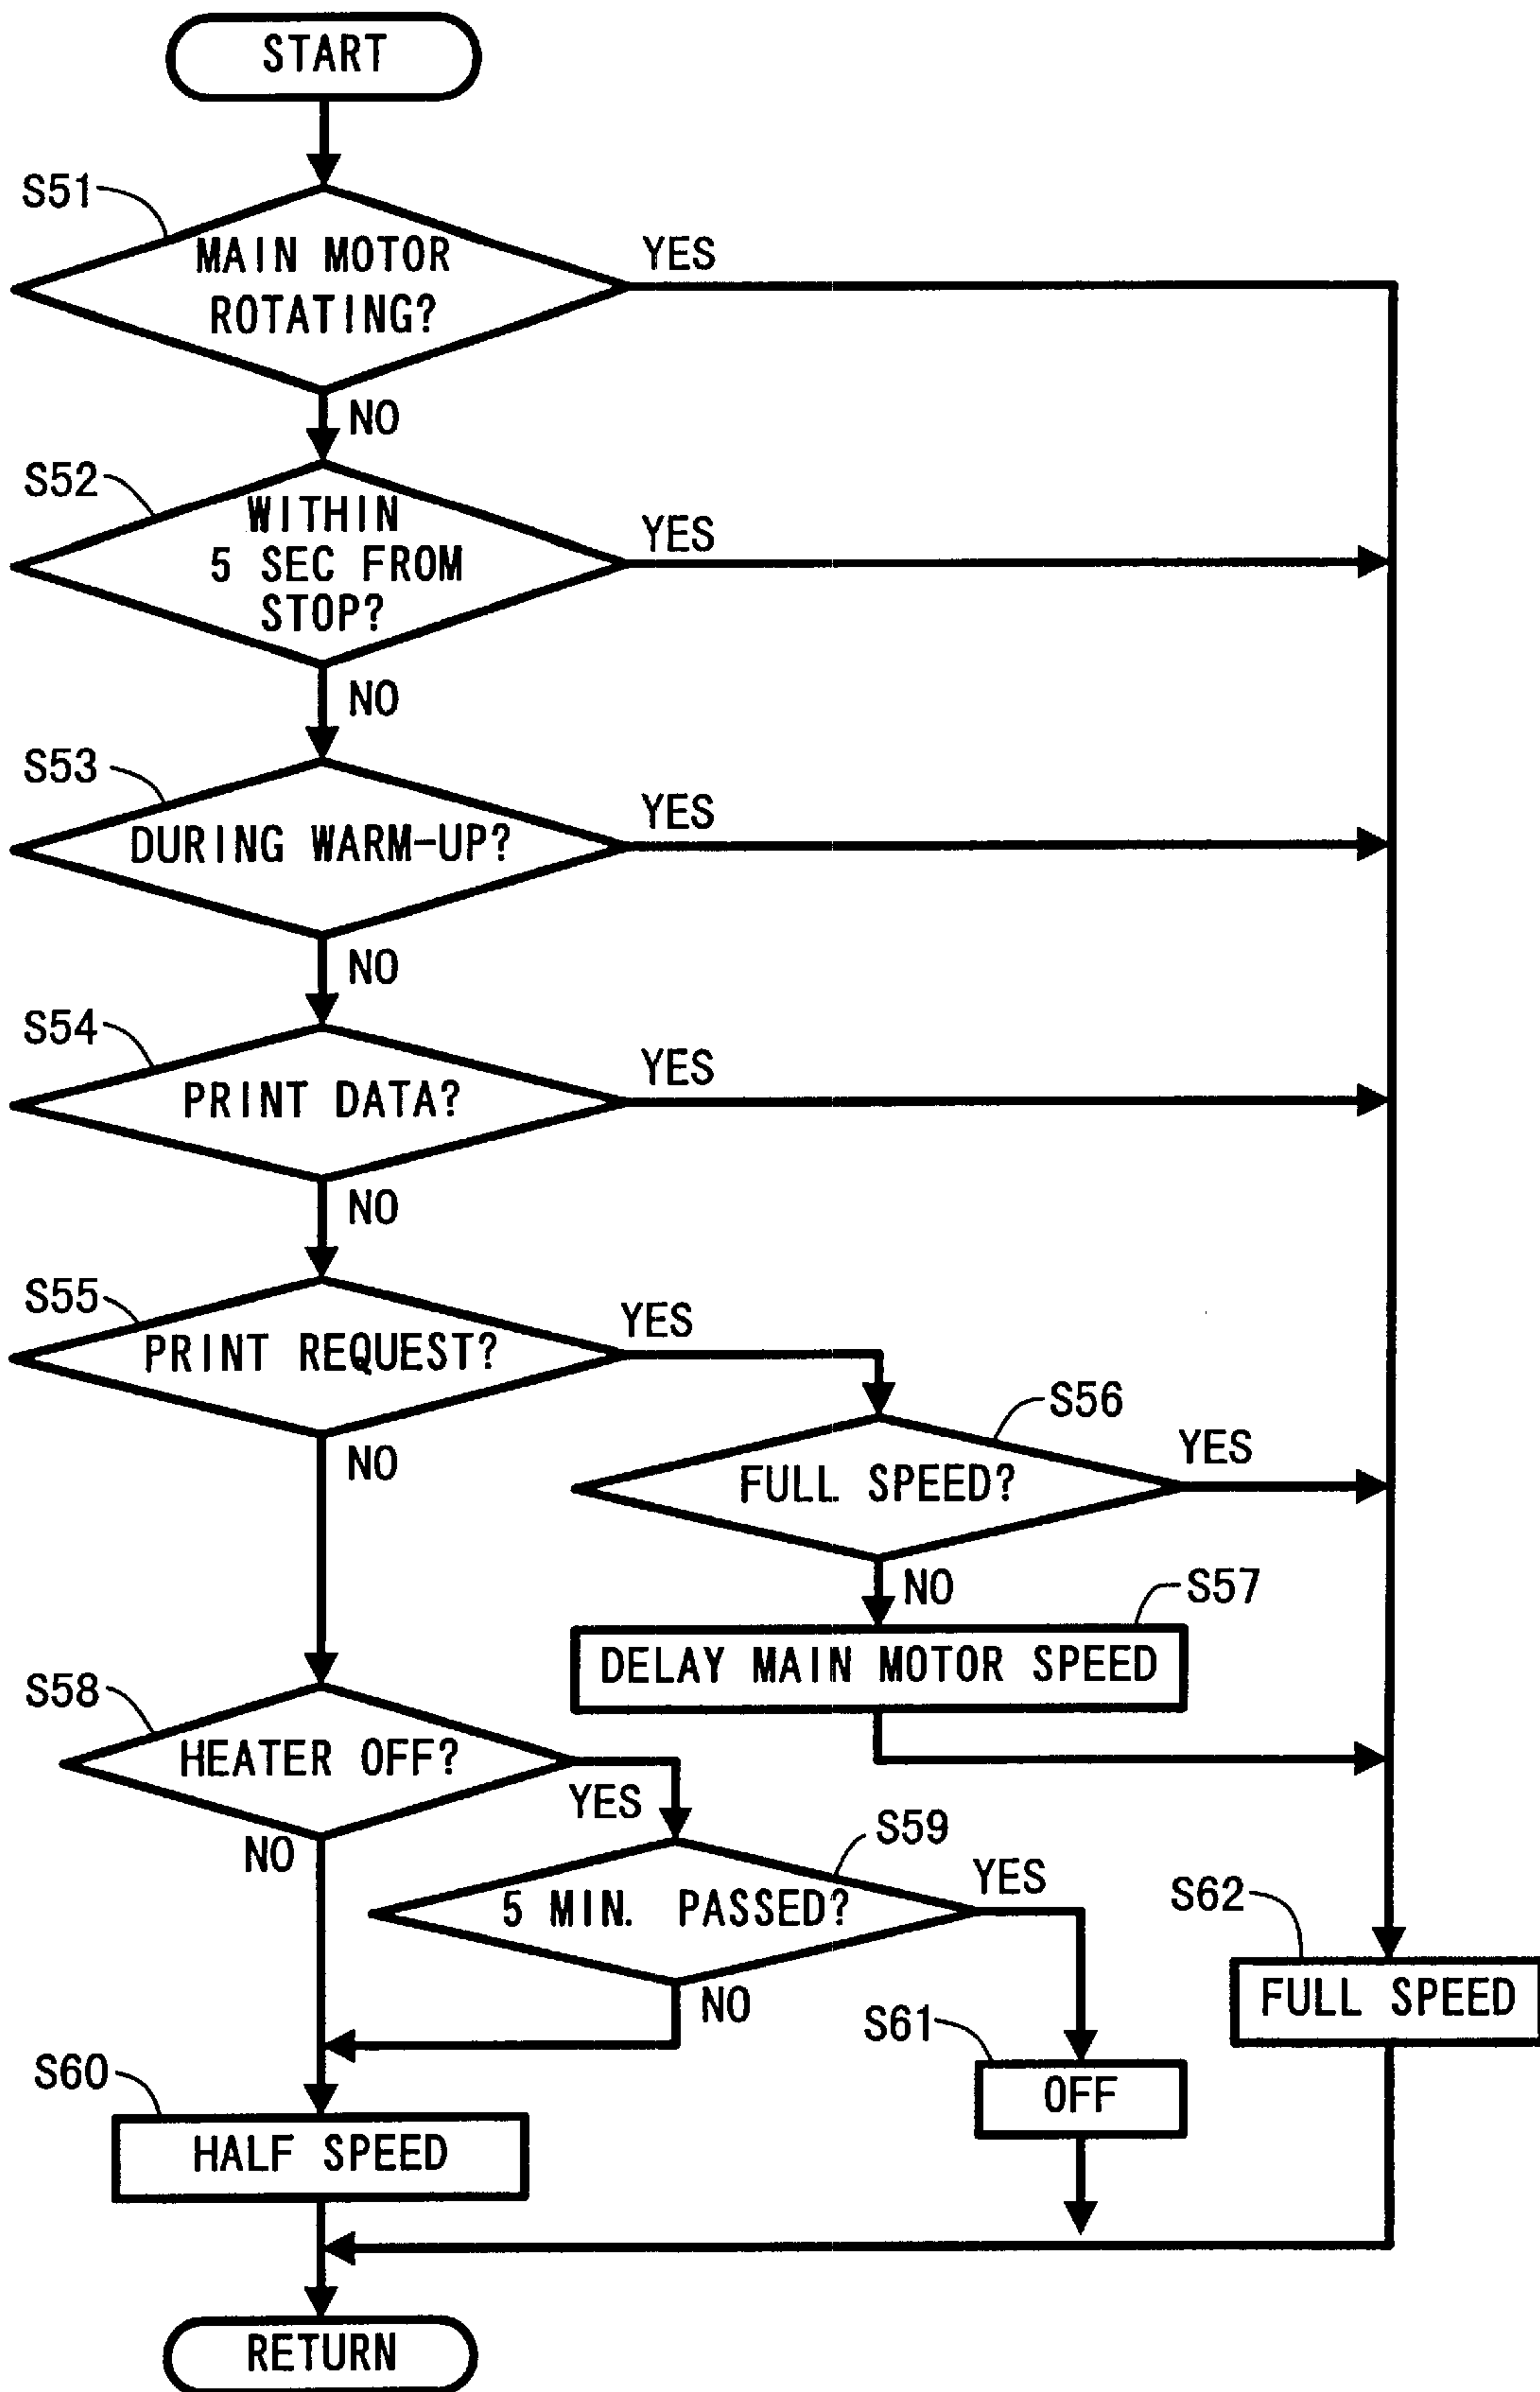 START
S51
MAIN MOTOR
ROTATING?
YES
NO
S52
WITHIN
5 SEC FROM
STOP?
YES
NO
S53
DURING WARM-UP?
YES
NO
S54
PRINT DATA?
YES
NO
S55
PRINT REQUEST?
YES
NO
S56
FULL SPEED?
YES
NO
S57
DELAY MAIN MOTOR SPEED
S58
HEATER OFF?
YES
NO
S59
5 MIN. PASSED?
YES
NO
S62
FULL SPEED
S61
OFF
S60
HALF SPEED
RETURN